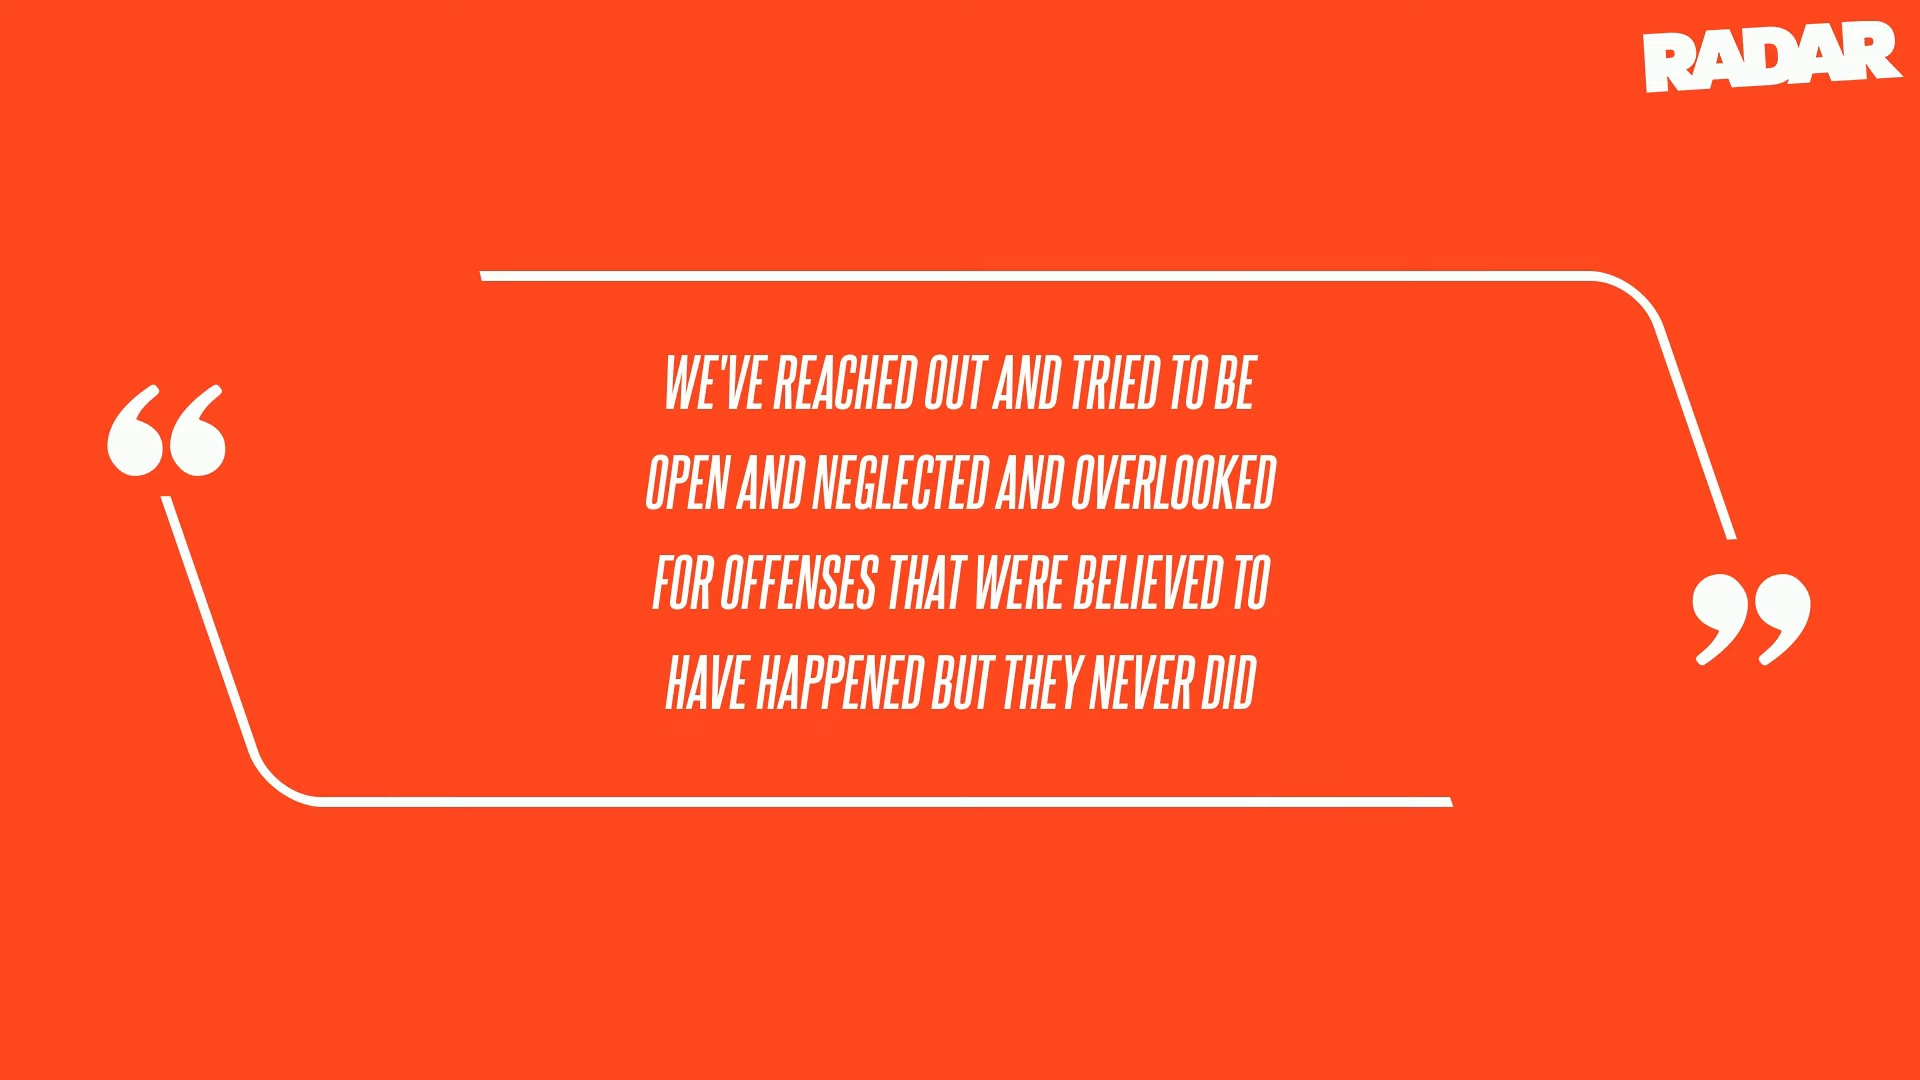 RADAR
WE'VE REACHED OUT AND TRIED TO BE
OPEN AND NEGLECTED AND OVERLOOKED
FOR OFFENSES THAT WERE BELIEVED TO
HAVE HAPPENED BUT THEY NEVER DID